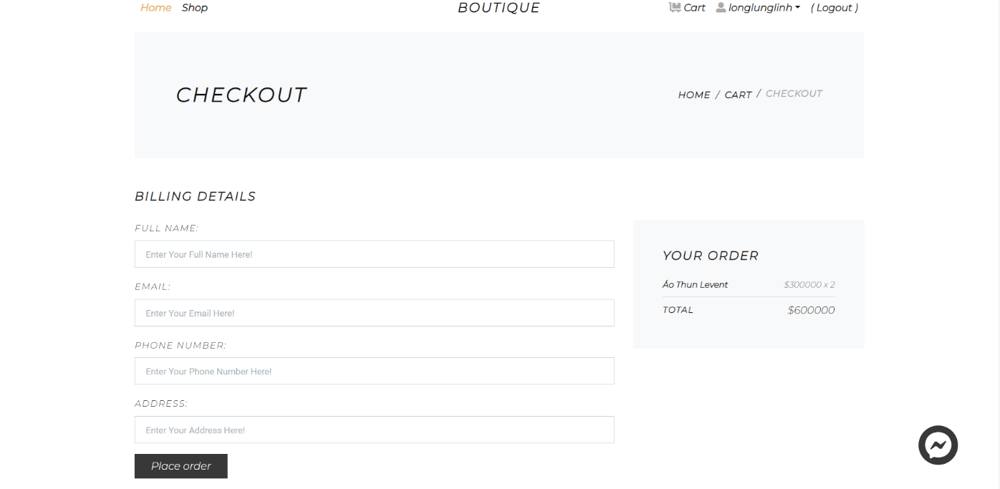 Home Shop BOUTIQUE Cart longlunglinh ( Logout )
CHECKOUT HOME / CART / CHECKOUT
BILLING DETAILS
FULL NAME:
Enter Your Full Name Here!
EMAIL:
Enter Your Email Here!
PHONE NUMBER:
Enter Your Phone Number Here!
ADDRESS:
Enter Your Address Here!
Place order
YOUR ORDER
Áo Thun Levent $300000 x 2
TOTAL $600000